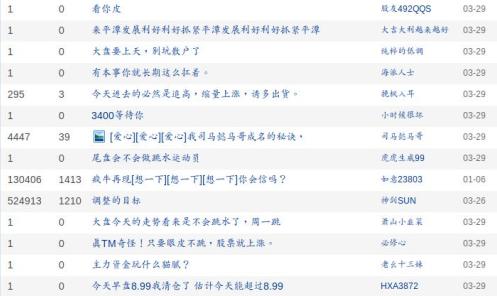 1 0 看你皮 股友492QQS 03-29
1 0 来平潭发展利好利好抓紧平潭发展利好利好抓紧平潭 大吉大利越来越好 03-29
1 0 大盘要上天，别坑散户了 纯粹的低调 03-29
1 0 有本事你就长期这么扛着。 海派人士 03-29
295 3 今天进去的必然是追高，缩量上涨，请多出货。 晓枫入耳 03-29
1 0 3400等待你 小时候很坏 03-29
4447 39 [爱心][爱心][爱心]我司马懿马哥成名的秘诀， 司马懿马哥 03-29
1 0 尾盘会不会做跳水运动员 虎虎生威99 03-29
130406 1413 疯牛再现[想一下][想一下][想一下]你会信吗？ 如意23803 01-06
524913 1210 调整的目标 神剑SUN 03-26
1 0 大盘今天的走势看来是不会跳水了，周一跳 萧山小韭菜 03-29
1 0 真TM奇怪！只要眼皮不跳，股票就上涨。 必修心 03-29
1 0 主力资金玩什么猫腻？ 老幺十三妹 03-29
1 0 今天早盘8.99我清仓了 估计今天能超过8.99 HXA3872 03-29